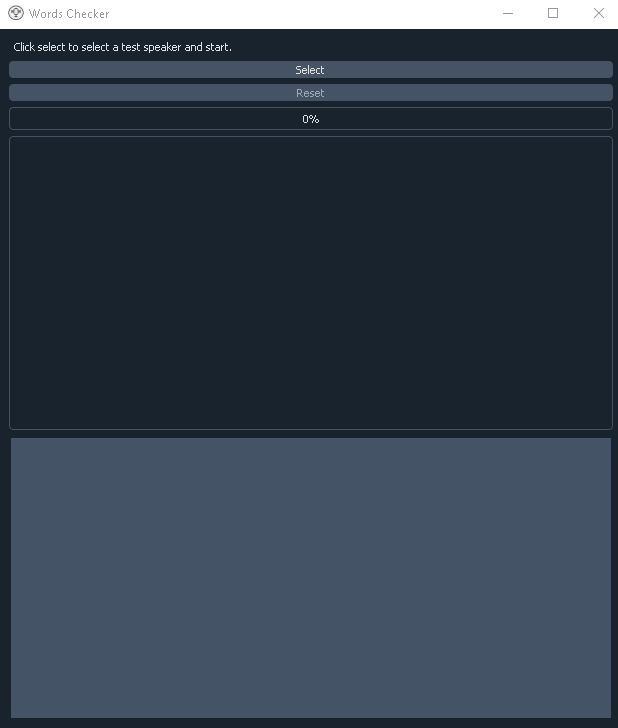 Words Checker
Click select to select a test speaker and start.
Select
Reset
0%